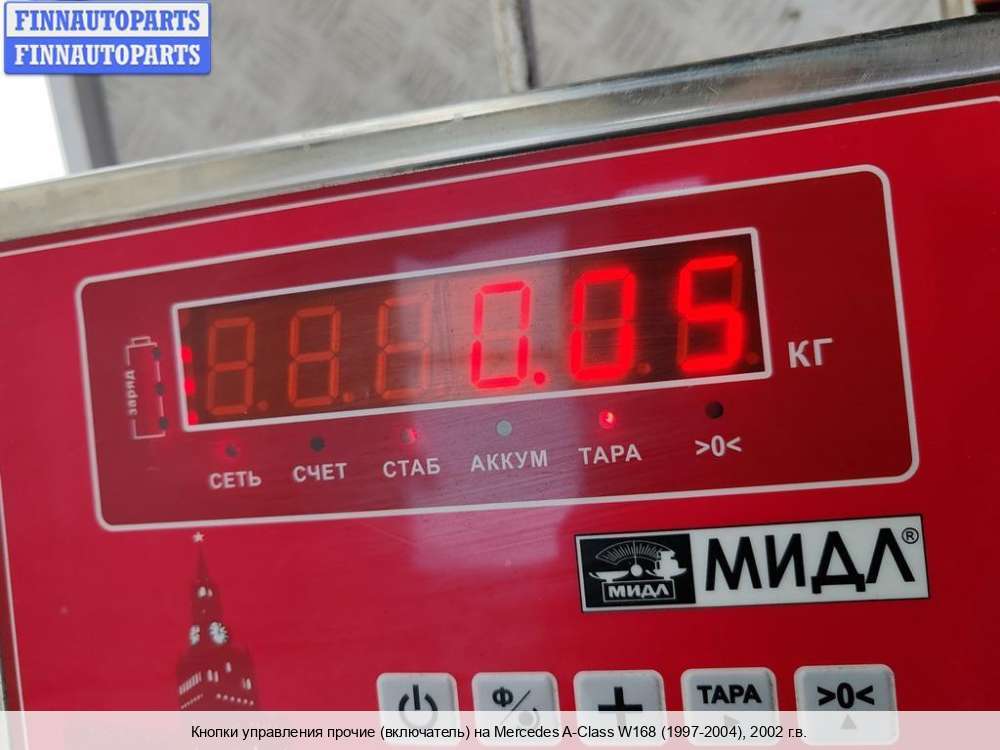 FINNAUTOPARTS
FINNAUTOPARTS
заряд
0.05
КГ
СЕТЬ СЧЕТ СТАБ АККУМ ТАРА >0<
МИДЛ МИДЛ®
Ф ТАРА >0<
Кнопки управления прочие (включатель) на Mercedes A-Class W168 (1997-2004), 2002 г.в.